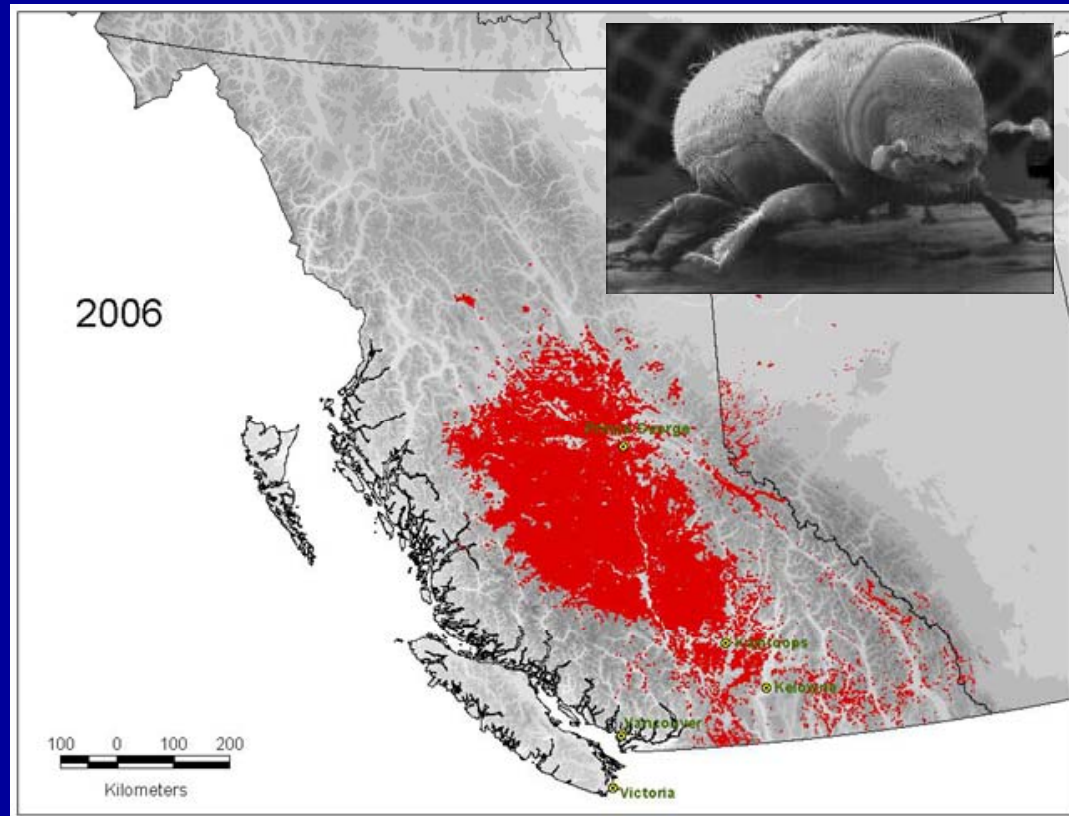 2006
Prince George
Kamloops
Kelowna
Vancouver
100 0 100 200
Kilometers
Victoria